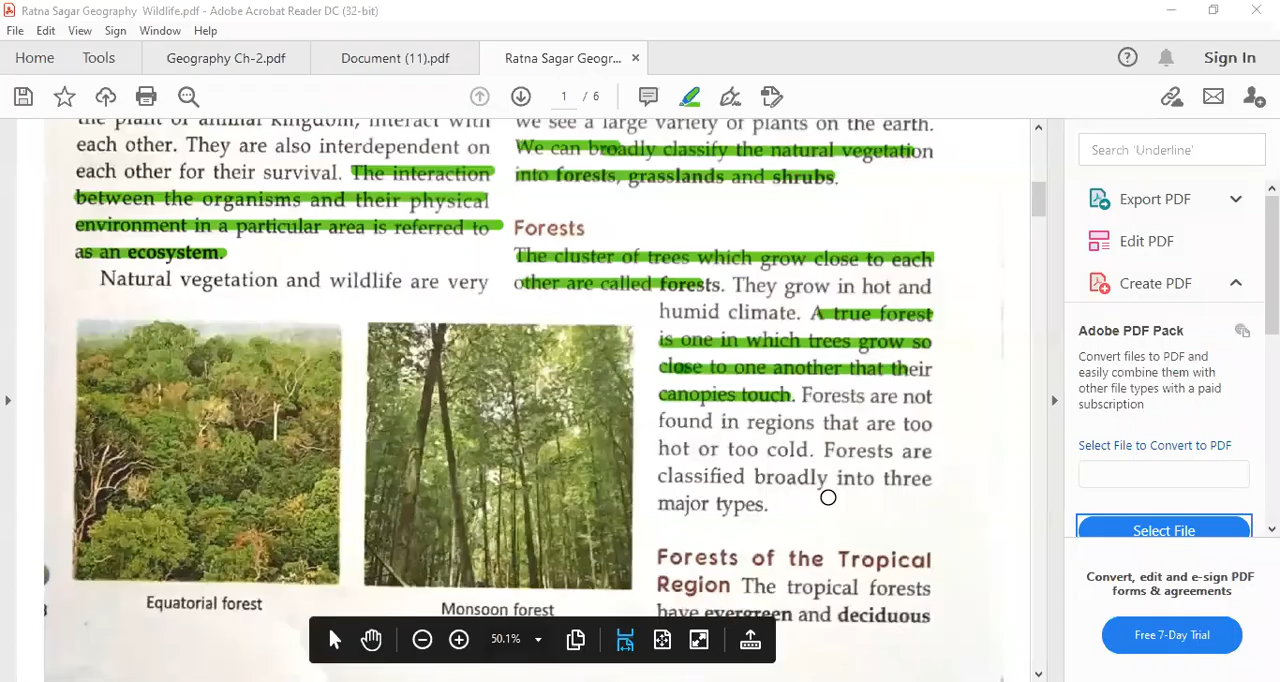 Ratna Sagar Geography Wildlife.pdf - Adobe Acrobat Reader DC (32-bit)
File Edit View Sign Window Help
Home Tools Geography Ch-2.pdf Document (11).pdf Ratna Sagar Geogr... × Sign In
1 / 6
the plant or animal kingdom, interact with
each other. They are also interdependent on
each other for their survival. The interaction
between the organisms and their physical
environment in a particular area is referred to
as an ecosystem.
Natural vegetation and wildlife are very
we see a large variety of plants on the earth.
We can broadly classify the natural vegetation
into forests, grasslands and shrubs.
Forests
The cluster of trees which grow close to each
other are called forests. They grow in hot and
humid climate. A true forest
is one in which trees grow so
close to one another that their
canopies touch. Forests are not
found in regions that are too
hot or too cold. Forests are
classified broadly into three
major types.
Forests of the Tropical
Region The tropical forests
have evergreen and deciduous
Equatorial forest
Monsoon forest
50.1%
Search 'Underline'
Export PDF
Edit PDF
Create PDF
Adobe PDF Pack
Convert files to PDF and
easily combine them with
other file types with a paid
subscription
Select File to Convert to PDF
Select File
Convert, edit and e-sign PDF
forms & agreements
Free 7-Day Trial